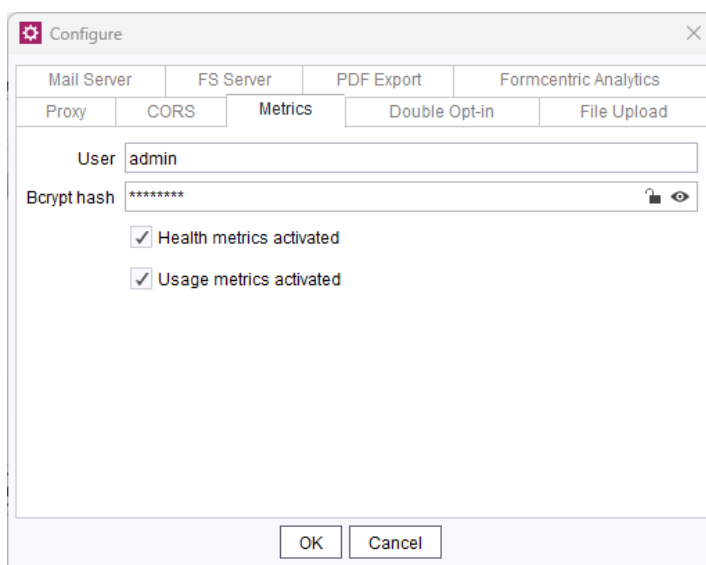 Configure
Mail Server FS Server PDF Export Formcentric Analytics
Proxy CORS Metrics Double Opt-in File Upload
User admin
Bcrypt hash ********
Health metrics activated
Usage metrics activated
OK Cancel